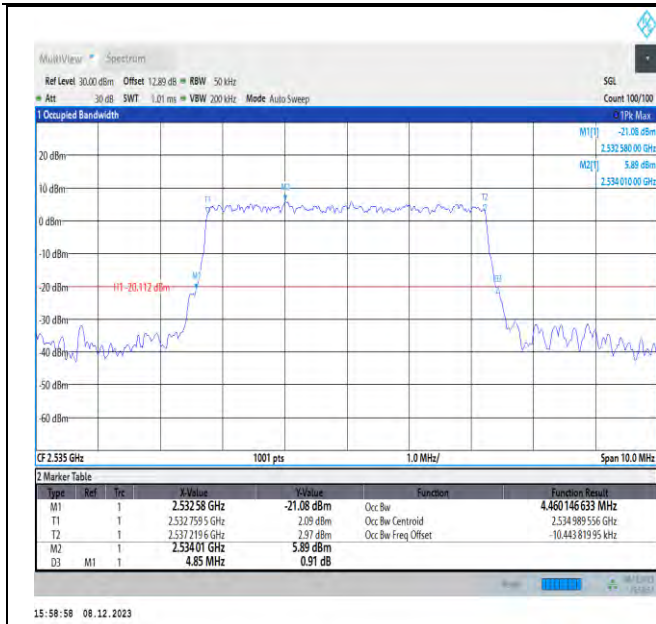 MultiView Spectrum
Ref Level 30.00 dBm Offset 12.89 dB RBW 50 kHz SGL
Att 30 dB SWT 1.01 ms VBW 200 kHz Mode Auto Sweep Count 100/100
1 Occupied Bandwidth 1Pk Max
M1[1] -21.08 dBm
2.532 580 00 GHz
M2[1] 5.89 dBm
2.534 010 00 GHz
20 dBm
10 dBm
M2
T1 T2
0 dBm
-10 dBm
M1 D3
-20 dBm H1 -20.112 dBm
-30 dBm
-40 dBm
-50 dBm
-60 dBm
CF 2.535 GHz 1001 pts 1.0 MHz/ Span 10.0 MHz
2 Marker Table
Type Ref Trc X-Value Y-Value Function Function Result
M1 1 2.532 58 GHz -21.08 dBm Occ Bw 4.460 146 633 MHz
T1 1 2.532 759 5 GHz 2.09 dBm Occ Bw Centroid 2.534 989 556 GHz
T2 1 2.537 219 6 GHz 2.97 dBm Occ Bw Freq Offset -10.443 819 95 kHz
M2 1 2.534 01 GHz 5.89 dBm
D3 M1 1 4.85 MHz 0.91 dB
15:58:58 08.12.2023